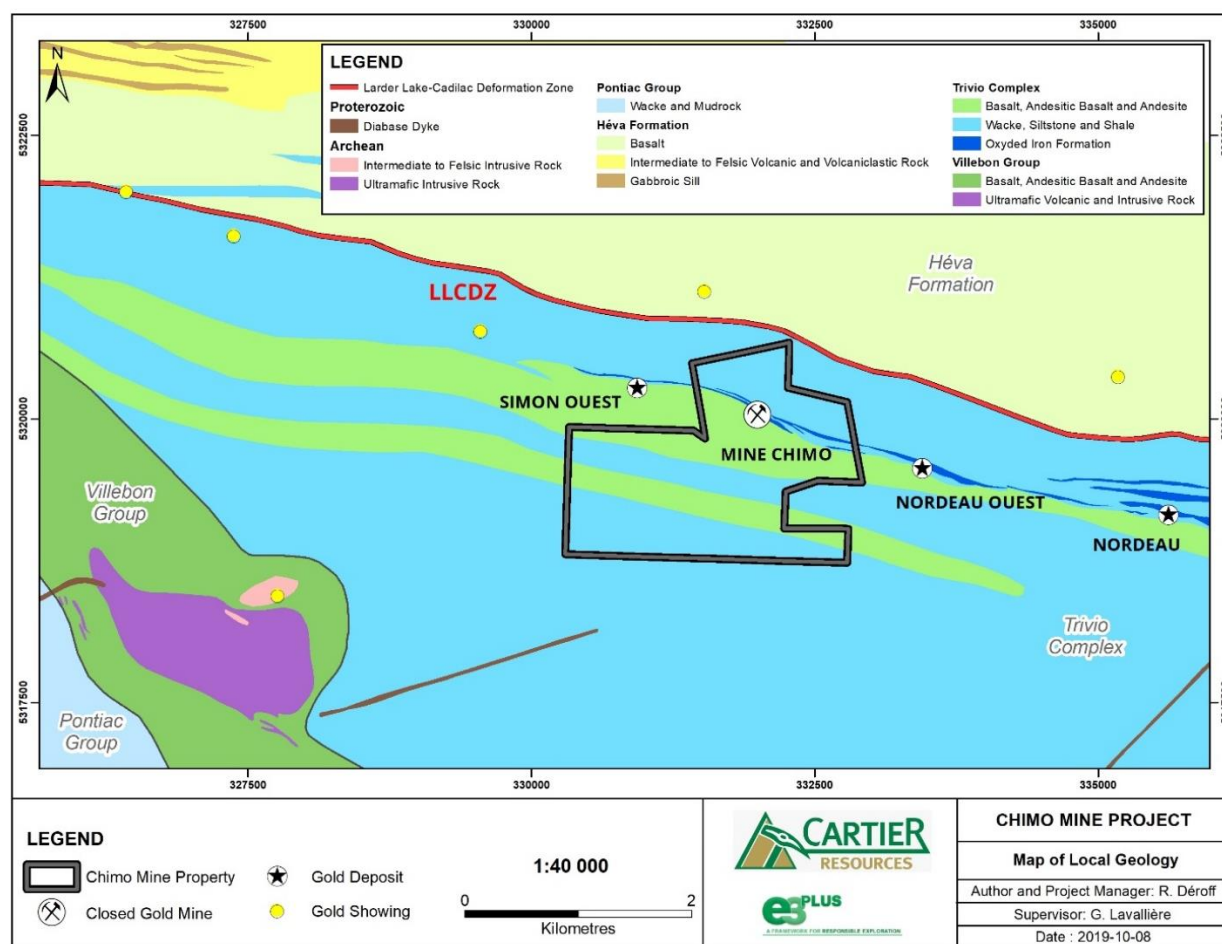 327500
330000
332500
335000
N
LEGEND
Larder Lake-Cadilac Deformation Zone
Proterozoic
Diabase Dyke
Archean
Intermediate to Felsic Intrusive Rock
Ultramafic Intrusive Rock
Pontiac Group
Wacke and Mudrock
Héva Formation
Basalt
Intermediate to Felsic Volcanic and Volcaniclastic Rock
Gabbroic Sill
Trivio Complex
Basalt, Andesitic Basalt and Andesite
Wacke, Siltstone and Shale
Oxyded Iron Formation
Villebon Group
Basalt, Andesitic Basalt and Andesite
Ultramafic Volcanic and Intrusive Rock
5322500
5320000
5317500
Héva
Formation
LLCDZ
SIMON OUEST
MINE CHIMO
NORDEAU OUEST
NORDEAU
Villebon
Group
Trivio
Complex
Pontiac
Group
327500
330000
332500
335000
LEGEND
Chimo Mine Property
Closed Gold Mine
Gold Deposit
Gold Showing
1:40 000
0
2
Kilometres
CARTIER
RESOURCES
e3 PLUS
A FRAMEWORK FOR RESPONSIBLE EXPLORATION
CHIMO MINE PROJECT
Map of Local Geology
Author and Project Manager: R. Déroff
Supervisor: G. Lavallière
Date : 2019-10-08